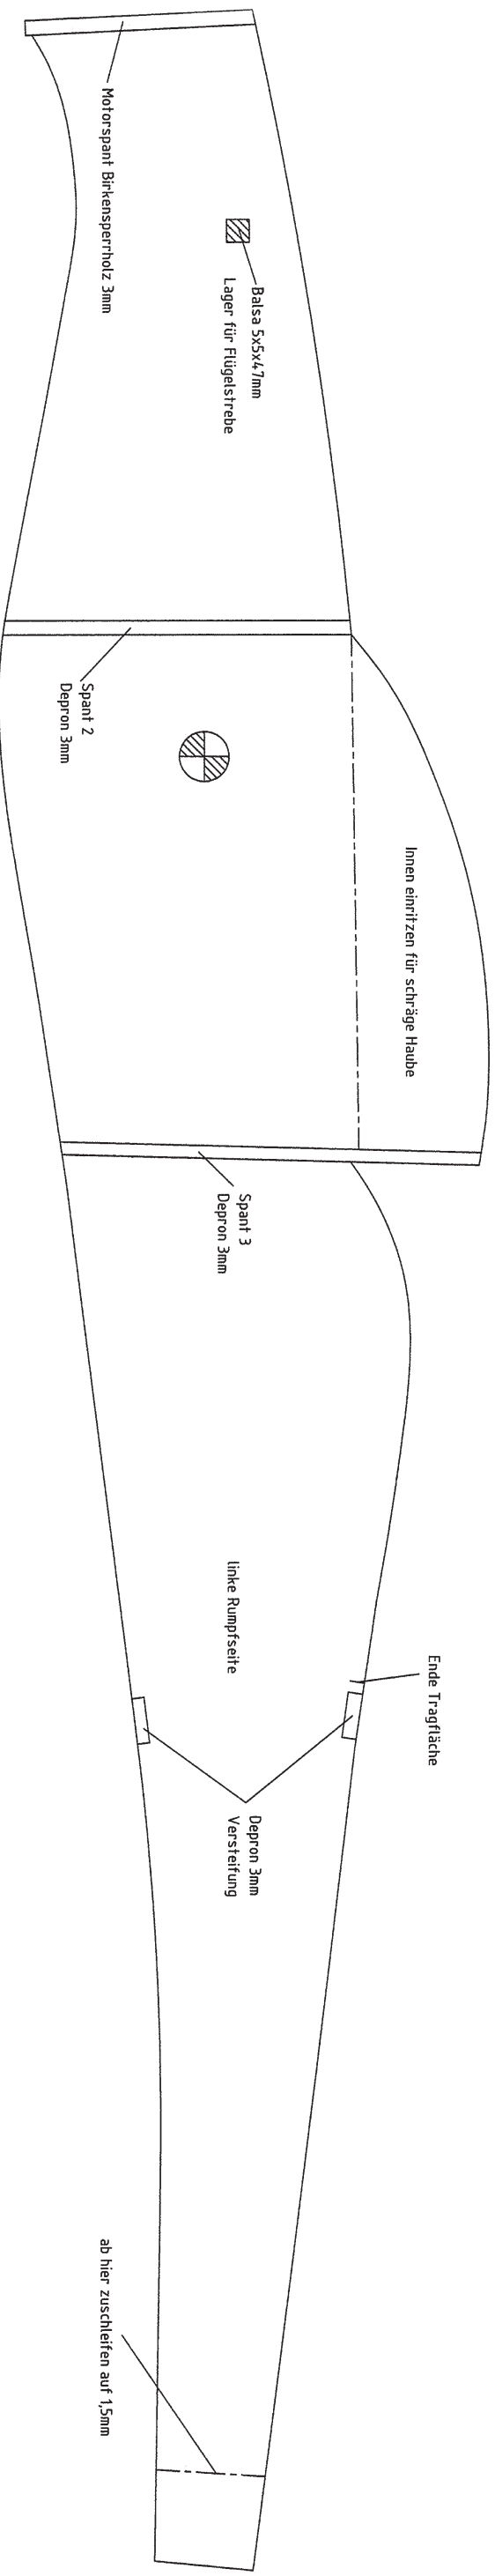 Motorspant Birkensperrholz 3mm
Balsa 5x5x47mm
Lager für Flügelstrebe
Spant 2
Depron 3mm
Innen einritzen für schräge Haube
Spant 3
Depron 3mm
linke Rumpfseite
Ende Tragfläche
Depron 3mm
Versteifung
ab hier zuschleifen auf 1,5mm